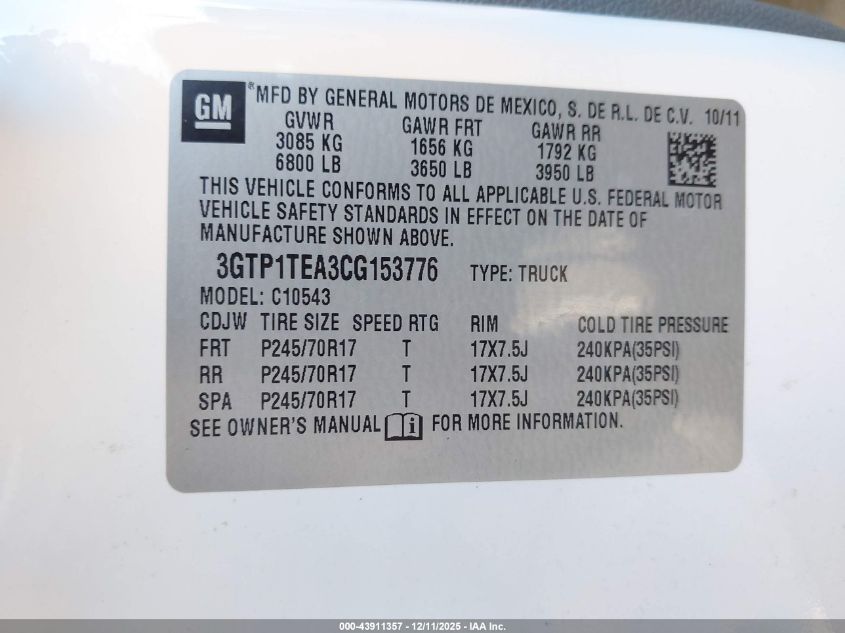 GM ® MFD BY GENERAL MOTORS DE MEXICO, S. DE R.L. DE C.V. 10/11
GVWR GAWR FRT GAWR RR
3085 KG 1656 KG 1792 KG
6800 LB 3650 LB 3950 LB
THIS VEHICLE CONFORMS TO ALL APPLICABLE U.S. FEDERAL MOTOR
VEHICLE SAFETY STANDARDS IN EFFECT ON THE DATE OF
MANUFACTURE SHOWN ABOVE.
3GTP1TEA3CG153776 TYPE: TRUCK
MODEL: C10543
CDJW TIRE SIZE SPEED RTG RIM COLD TIRE PRESSURE
FRT P245/70R17 T 17X7.5J 240KPA(35PSI)
RR P245/70R17 T 17X7.5J 240KPA(35PSI)
SPA P245/70R17 T 17X7.5J 240KPA(35PSI)
SEE OWNER'S MANUAL i FOR MORE INFORMATION.
000-43911357 - 12/11/2025 - IAA Inc.